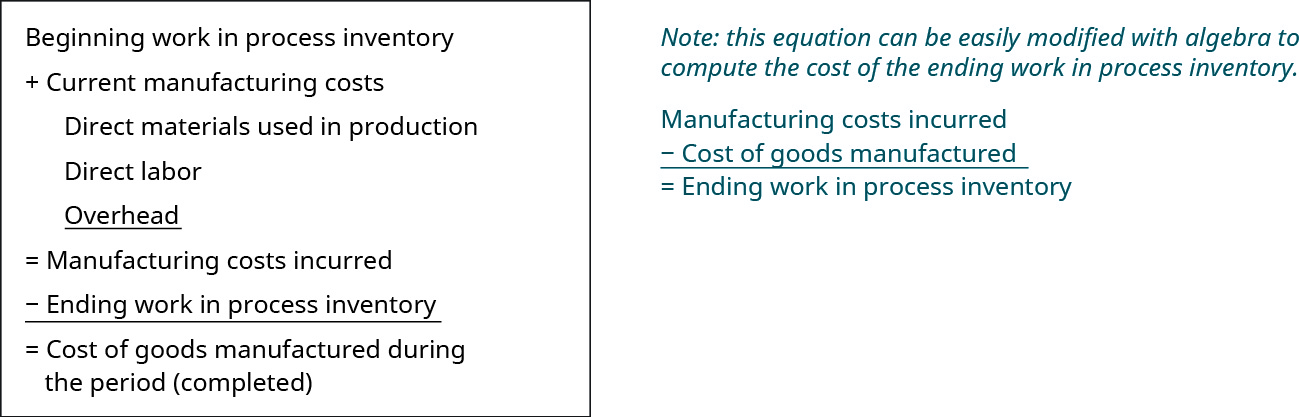 Beginning work in process inventory
+ Current manufacturing costs
Direct materials used in production
Direct labor
Overhead
= Manufacturing costs incurred
− Ending work in process inventory
= Cost of goods manufactured during
the period (completed)
Note: this equation can be easily modified with algebra to
compute the cost of the ending work in process inventory.
Manufacturing costs incurred
− Cost of goods manufactured
= Ending work in process inventory